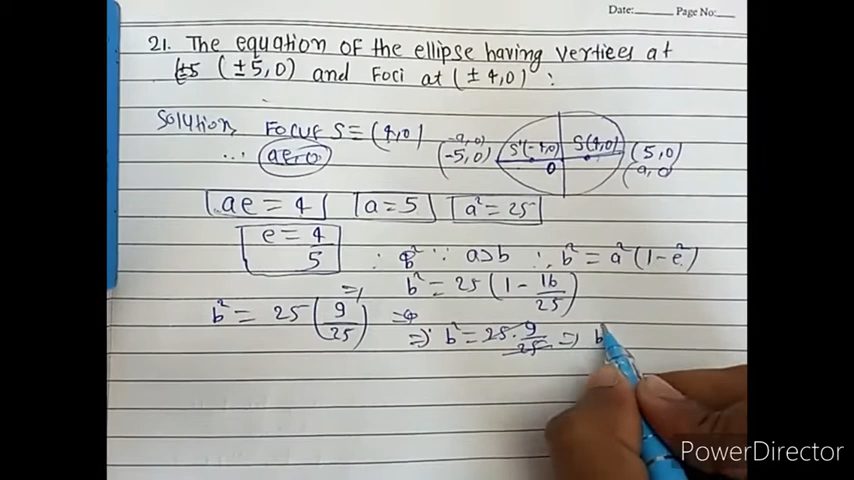 Date:_______ Page No:____
21. The equation of the ellipse having vertices at
(±5 (±5,0) and Foci at (±4,0) :
Solution, Focus S = (4,0)
∴ (ae,0)
(-a,0) (-5,0) S'(-4,0) S(4,0) (5,0)
0 (a,0
ae = 4 a = 5 a² = 25
e = 4/5
∵ a>b ∴ b² = a²(1-e²)
=) b² = 25 (1 - 16/25)
b² = 25 (9/25) =)
=) b² = 25 · 9/25 =) b
PowerDirector